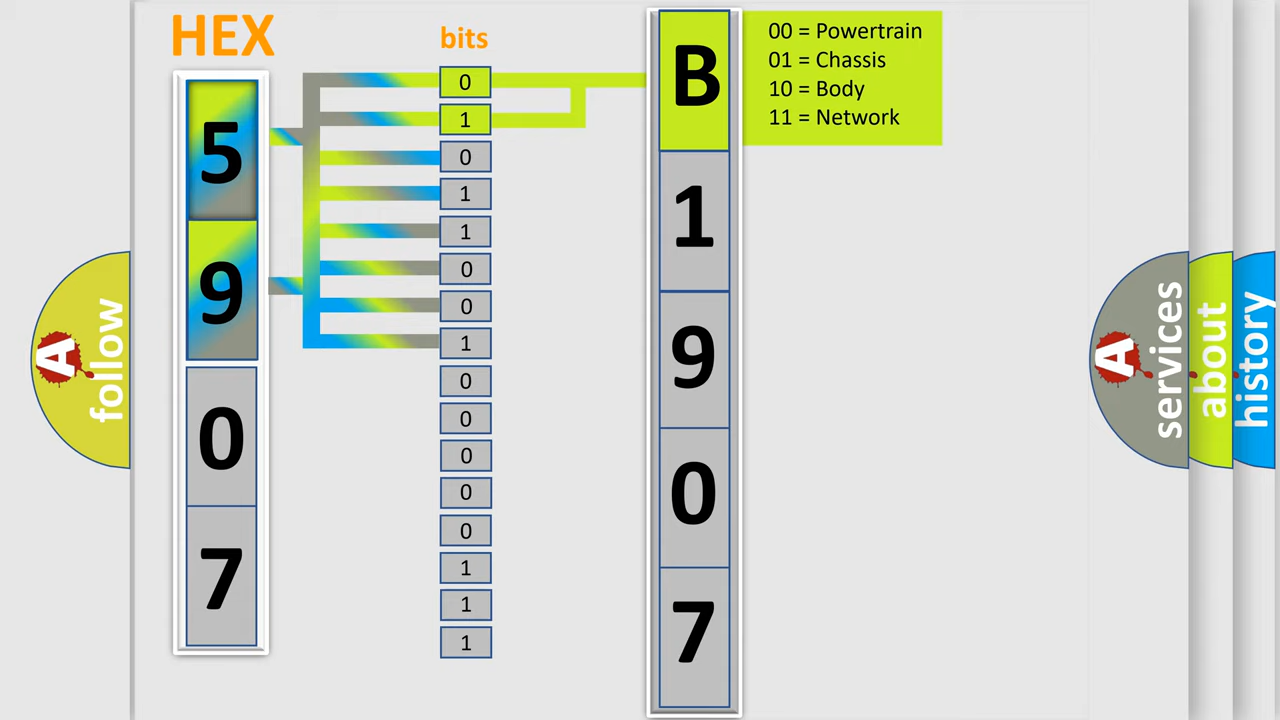 HEX
bits
5
9
0
7
0
1
0
1
1
0
0
1
0
0
0
0
0
1
1
1
B
1
9
0
7
00 = Powertrain
01 = Chassis
10 = Body
11 = Network
A follow
A services
about
history